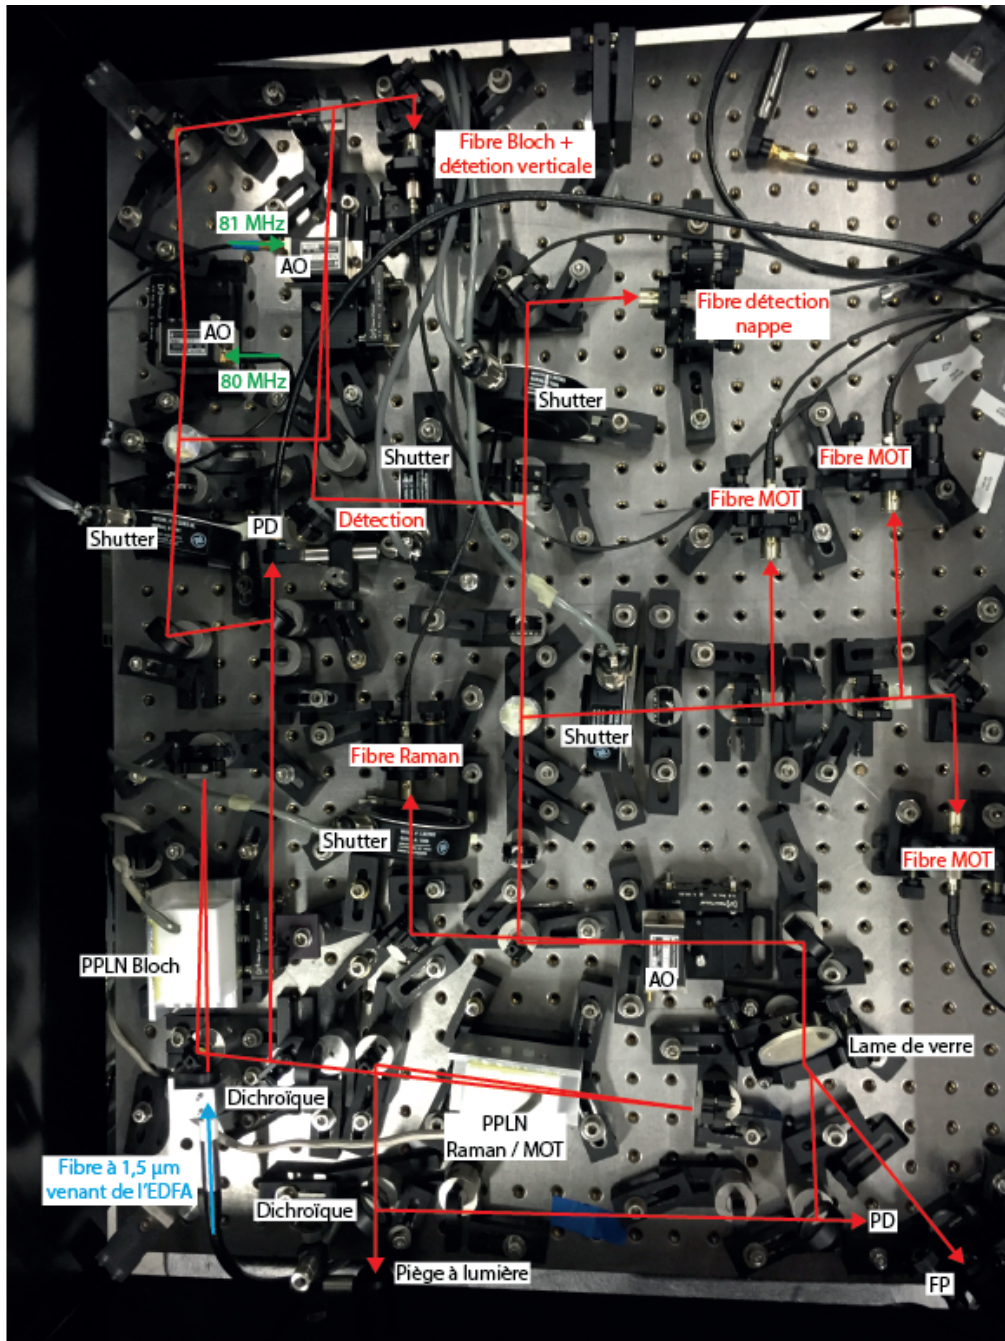 Fibre Bloch +
détetion verticale
81 MHz
AO
Fibre détection
nappe
AO
80 MHz
Shutter
Shutter
Fibre MOT
Fibre MOT
PD
Détection
Shutter
Shutter
Fibre Raman
Shutter
Fibre MOT
PPLN Bloch
AO
Lame de verre
Dichroïque
PPLN
Raman / MOT
Fibre à 1,5 µm
venant de l'EDFA
Dichroïque
PD
Piège à lumière
FP